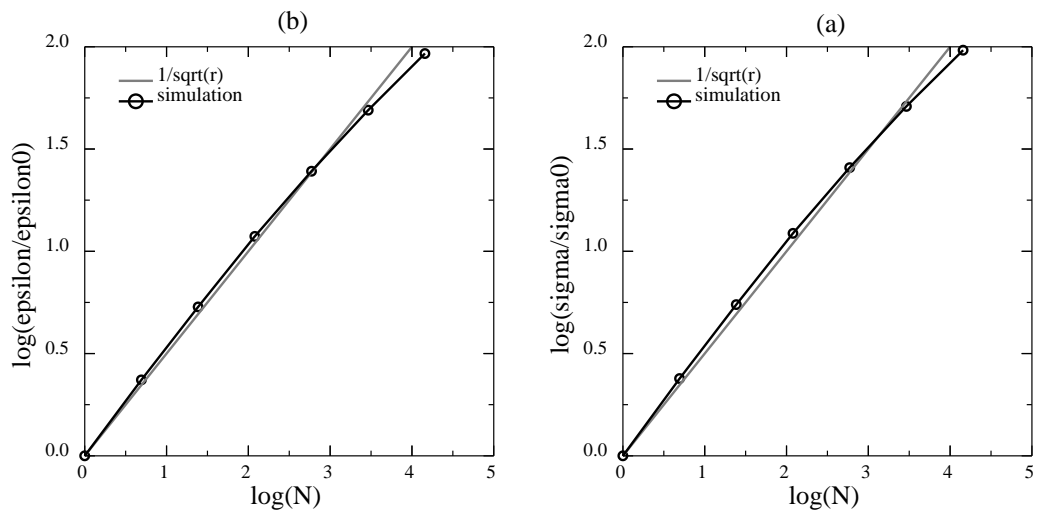 (b)
2.0
1.5
1.0
0.5
0.0
log(epsilon/epsilon0)
1/sqrt(r)
simulation
0 1 2 3 4 5
log(N)
(a)
2.0
1.5
1.0
0.5
0.0
log(sigma/sigma0)
1/sqrt(r)
simulation
0 1 2 3 4 5
log(N)